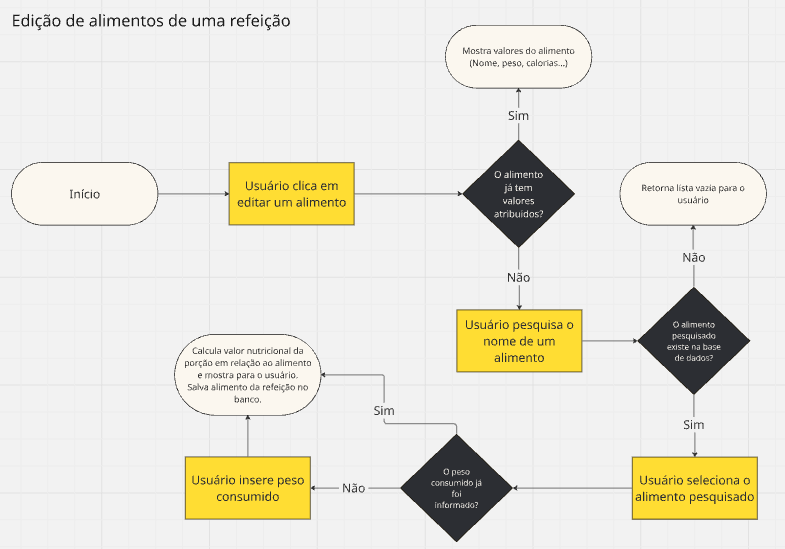 Edição de alimentos de uma refeição
Mostra valores do alimento
(Nome, peso, calorias...)
Sim
Início
Usuário clica em
editar um alimento
O alimento
já tem
valores
atribuidos?
Retorna lista vazia para o
usuário
Não
Não
Usuário pesquisa o
nome de um
alimento
O alimento
pesquisado
existe na base
de dados?
Calcula valor nutricional da
porção em relação ao alimento
e mostra para o usuário.
Salva alimento da refeição no
banco.
Sim
Sim
Usuário insere peso
consumido
Não
O peso
consumido já
foi
informado?
Usuário seleciona o
alimento pesquisado